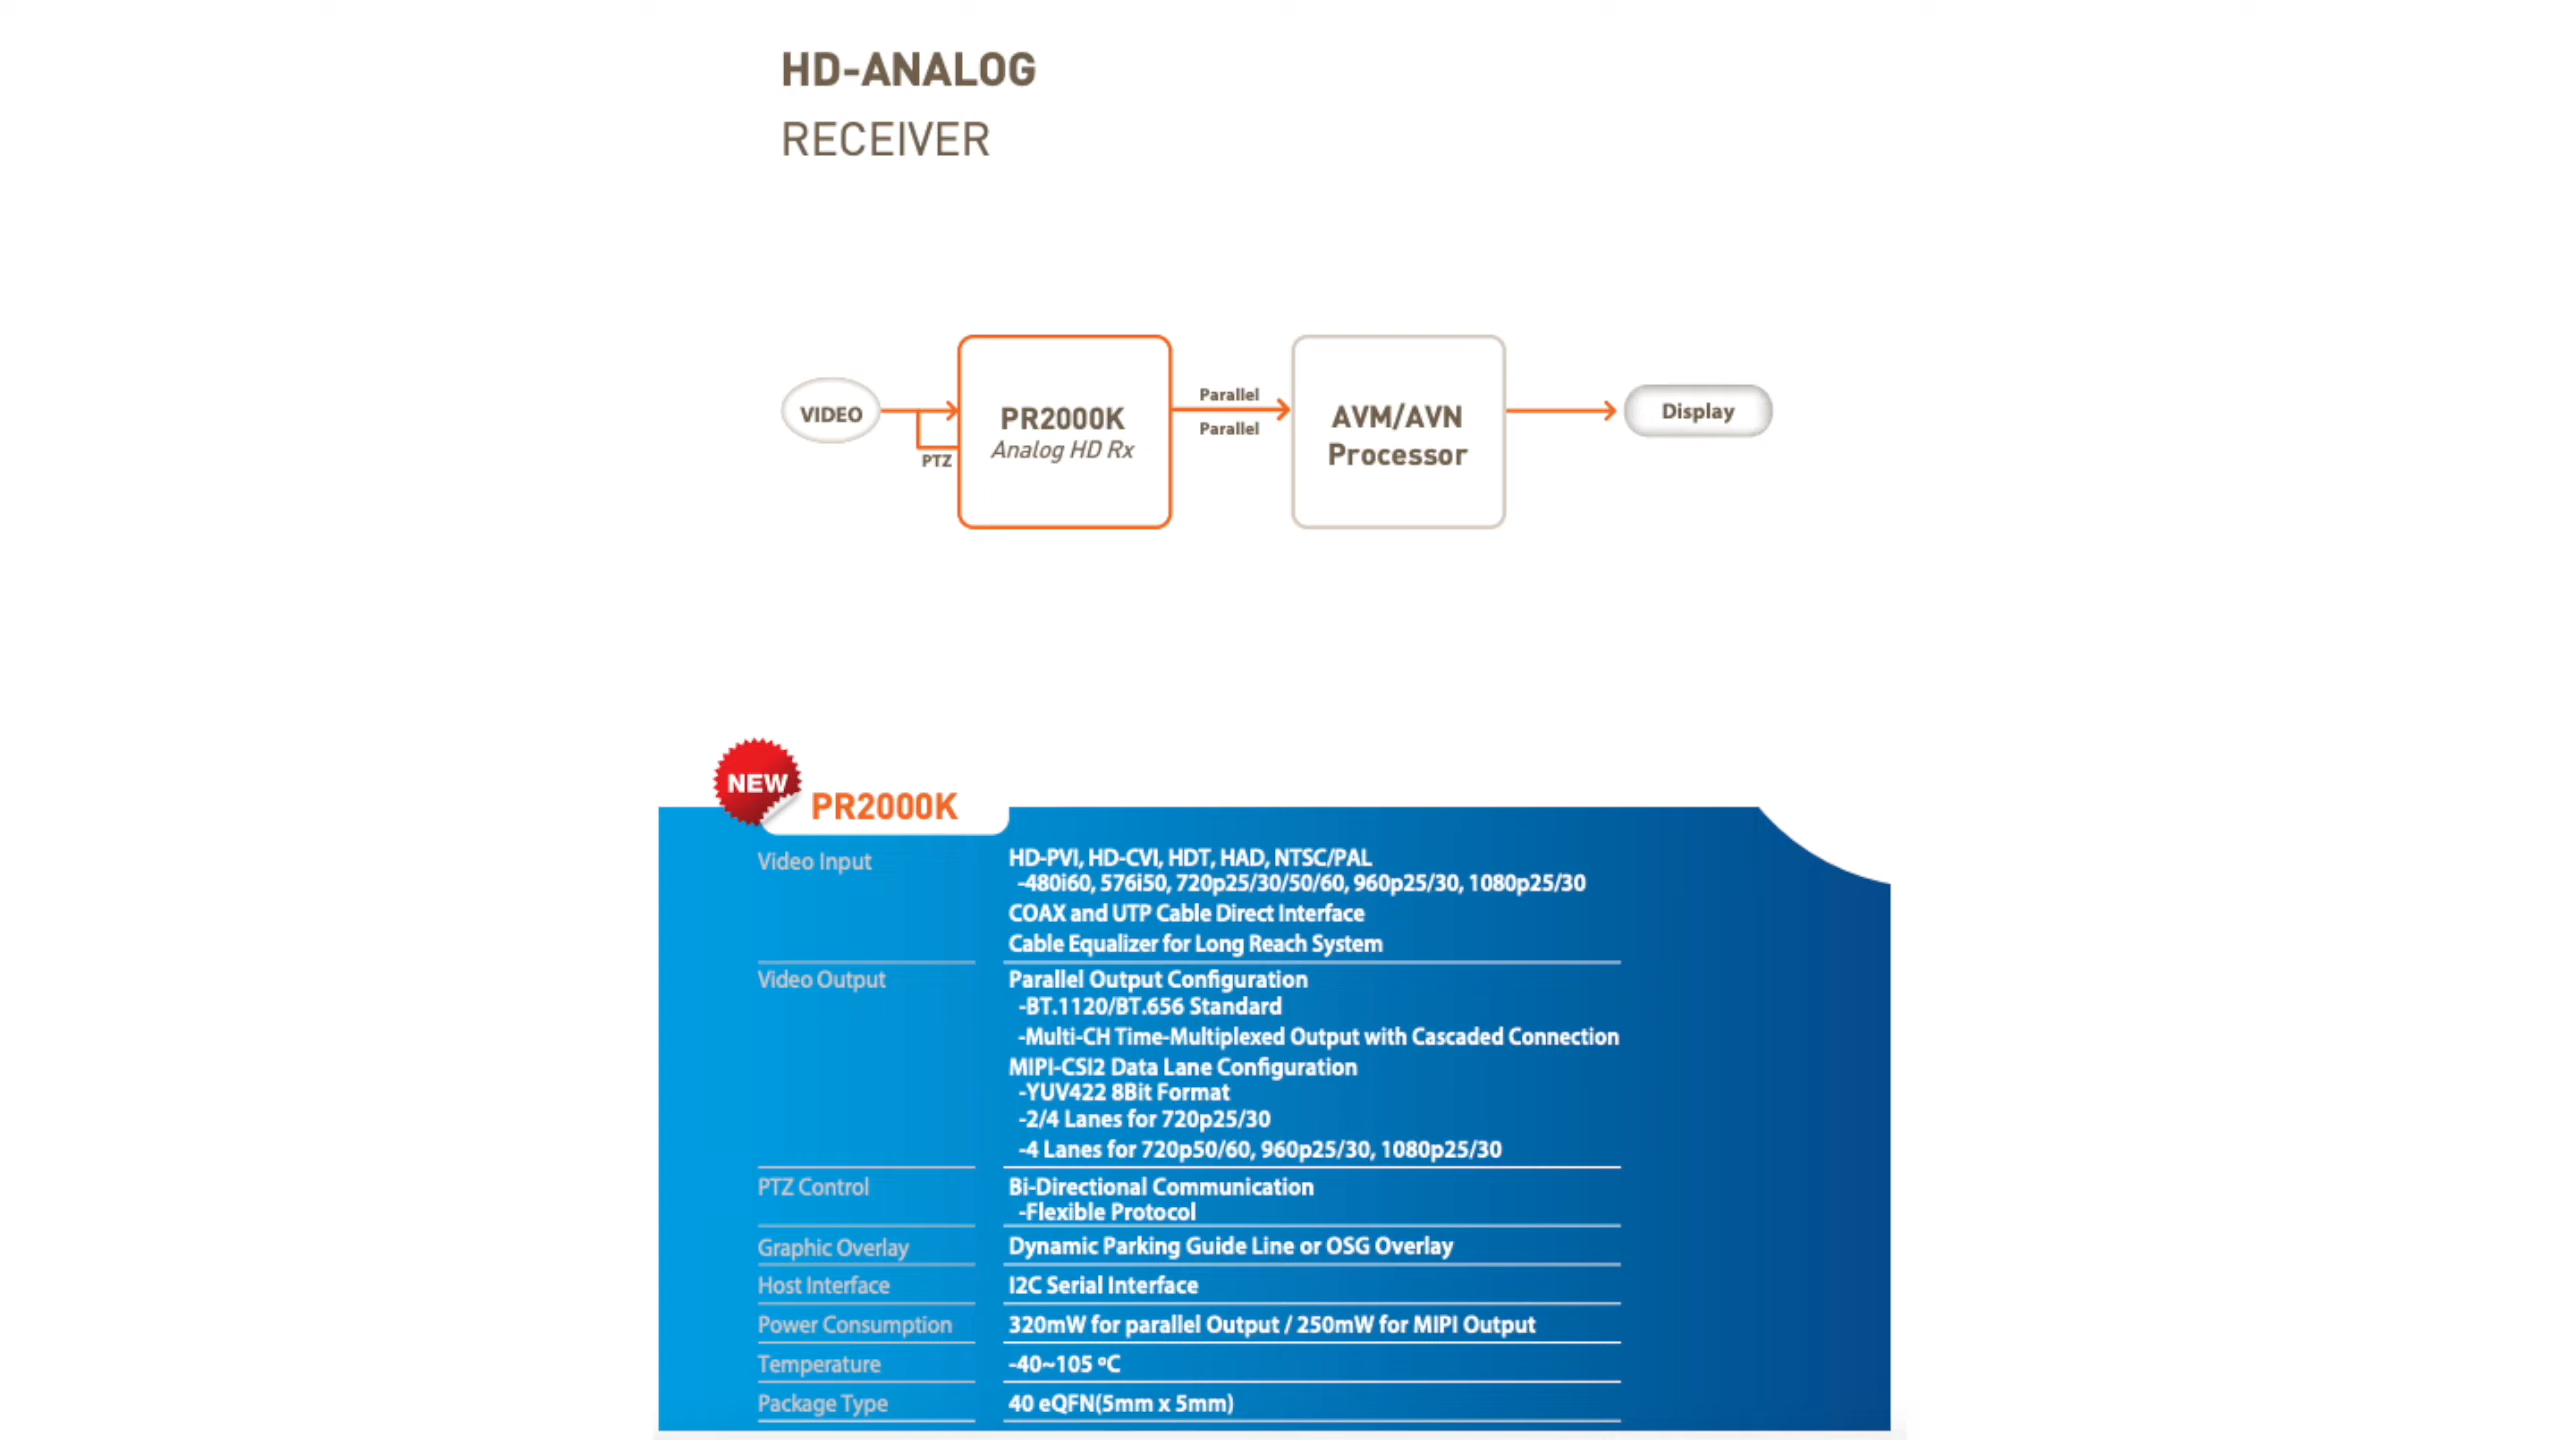 HD-ANALOG
RECEIVER
VIDEO
PTZ
PR2000K
Analog HD Rx
Parallel
Parallel
AVM/AVN
Processor
Display
NEW
PR2000K
Video Input
HD-PVI, HD-CVI, HDT, HAD, NTSC/PAL
-480i60, 576i50, 720p25/30/50/60, 960p25/30, 1080p25/30
COAX and UTP Cable Direct Interface
Cable Equalizer for Long Reach System
Video Output
Parallel Output Configuration
-BT.1120/BT.656 Standard
-Multi-CH Time-Multiplexed Output with Cascaded Connection
MIPI-CSI2 Data Lane Configuration
-YUV422 8Bit Format
-2/4 Lanes for 720p25/30
-4 Lanes for 720p50/60, 960p25/30, 1080p25/30
PTZ Control
Bi-Directional Communication
-Flexible Protocol
Graphic Overlay
Dynamic Parking Guide Line or OSG Overlay
Host Interface
I2C Serial Interface
Power Consumption
320mW for parallel Output / 250mW for MIPI Output
Temperature
-40~105 ºC
Package Type
40 eQFN(5mm x 5mm)